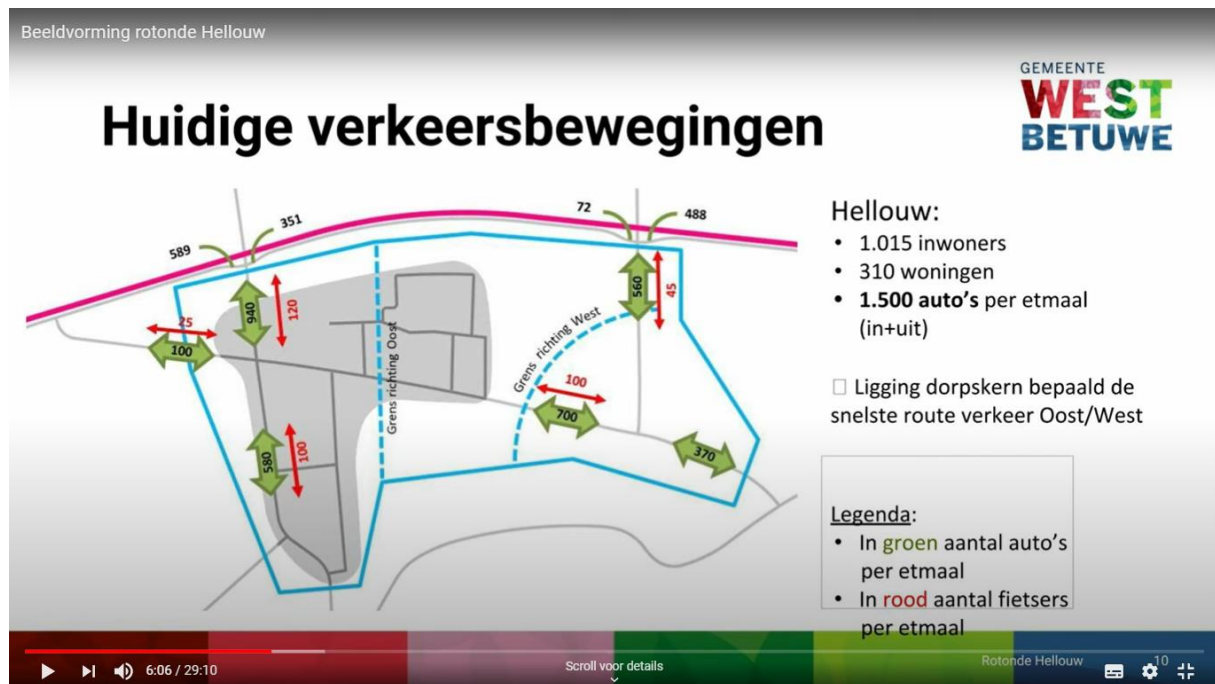 Beeldvorming rotonde Hellouw
GEMEENTE
WEST
BETUWE
Huidige verkeersbewegingen
589
351
72
488
940
120
25
100
580
100
Grens richting Oost
Grens richting West
560
45
100
700
370
Hellouw:
• 1.015 inwoners
• 310 woningen
• 1.500 auto's per etmaal
(in+uit)
□ Ligging dorpskern bepaald de
snelste route verkeer Oost/West
Legenda:
• In groen aantal auto's
per etmaal
• In rood aantal fietsers
per etmaal
Rotonde Hellouw 10
6:06 / 29:10
Scroll voor details